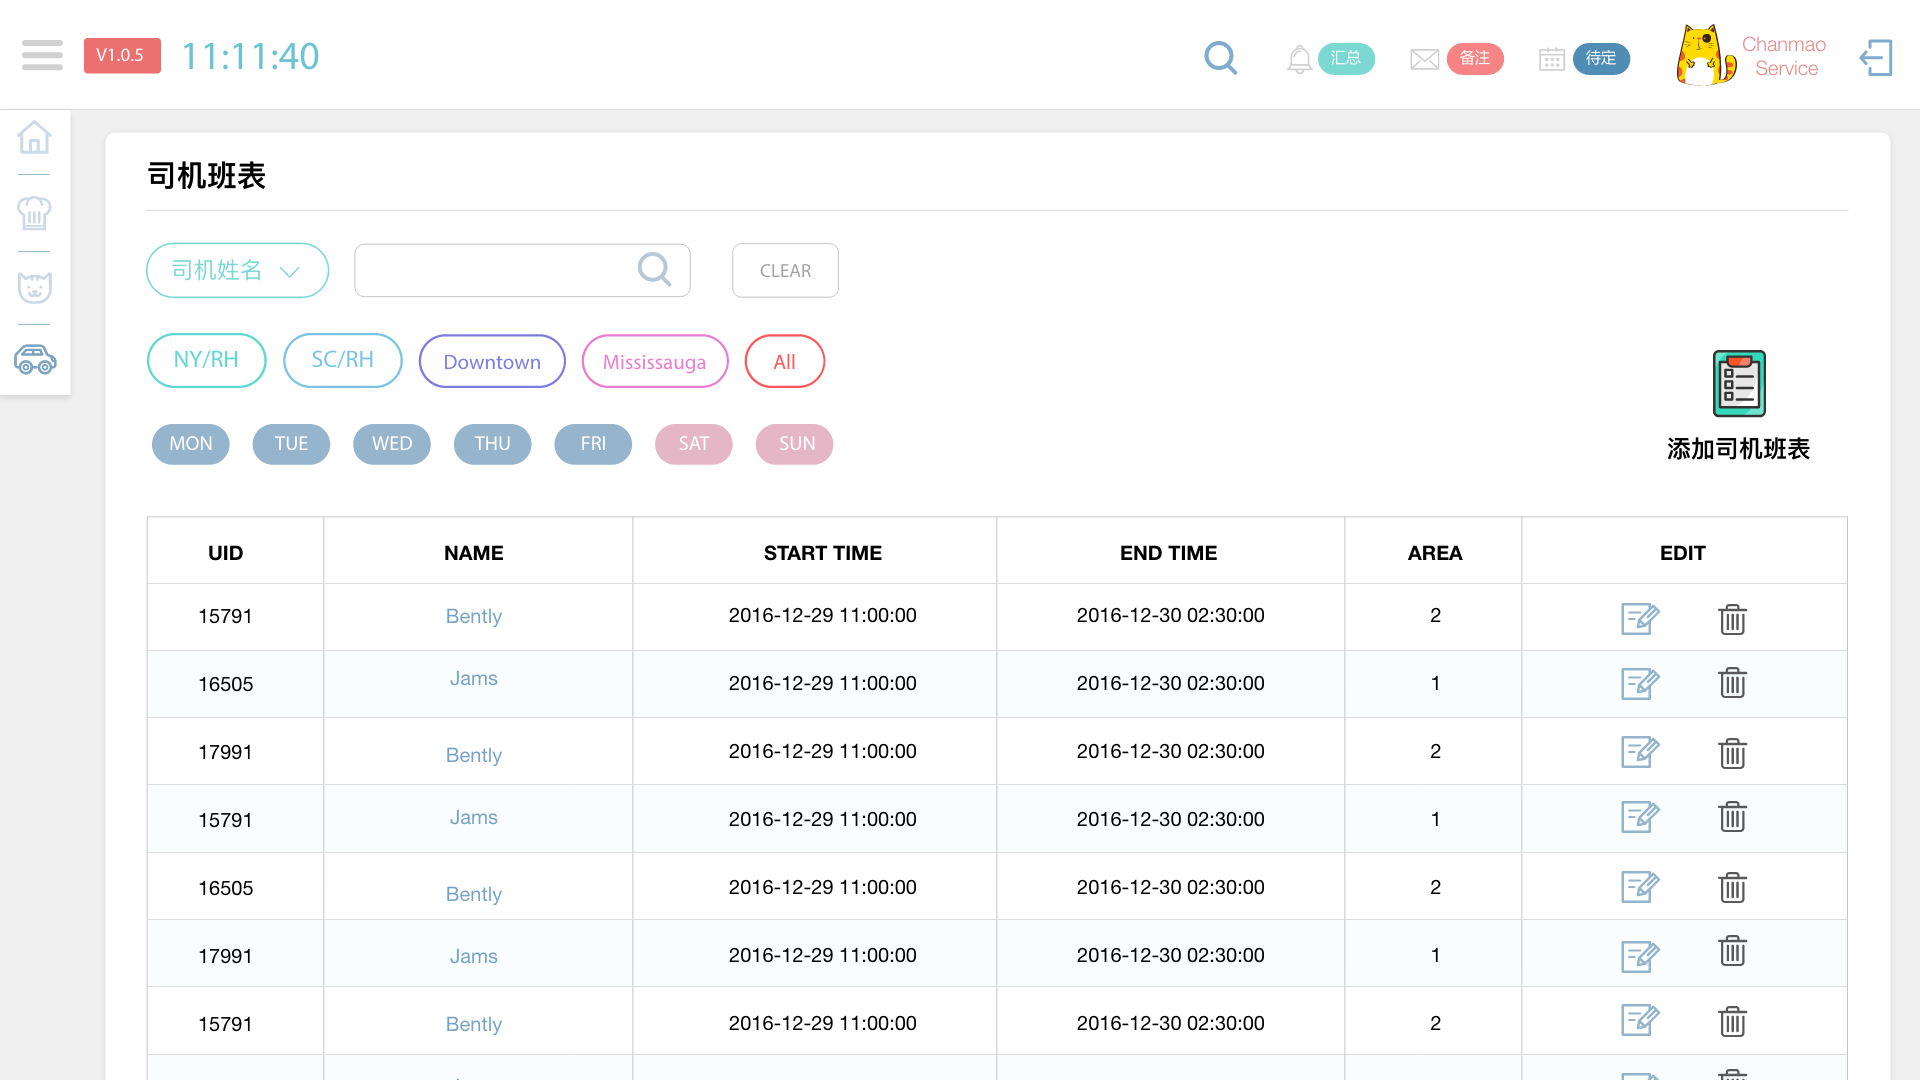 V1.0.5 11:11:40 汇总 备注 待定 Chanmao
Service
司机班表
司机姓名 CLEAR
NY/RH SC/RH Downtown Mississauga All
MON TUE WED THU FRI SAT SUN
添加司机班表
UID NAME START TIME END TIME AREA EDIT
15791 Bently 2016-12-29 11:00:00 2016-12-30 02:30:00 2
16505 Jams 2016-12-29 11:00:00 2016-12-30 02:30:00 1
17991 Bently 2016-12-29 11:00:00 2016-12-30 02:30:00 2
15791 Jams 2016-12-29 11:00:00 2016-12-30 02:30:00 1
16505 Bently 2016-12-29 11:00:00 2016-12-30 02:30:00 2
17991 Jams 2016-12-29 11:00:00 2016-12-30 02:30:00 1
15791 Bently 2016-12-29 11:00:00 2016-12-30 02:30:00 2